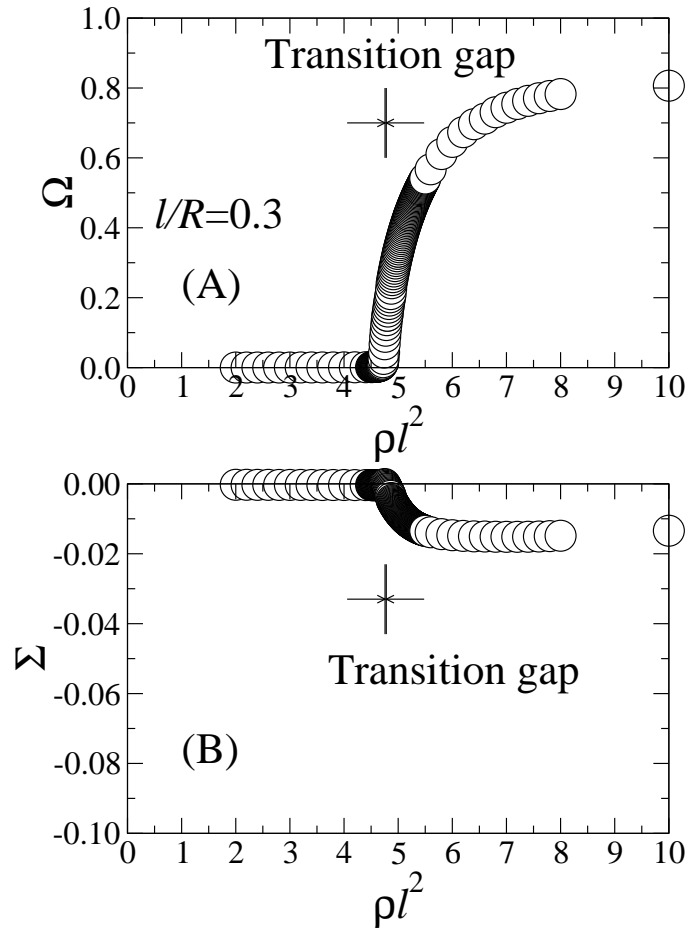 1.0
Transition gap
0.8
0.6
Ω
l/R=0.3
0.4
(A)
0.2
0.0
0 1 2 3 4 5 6 7 8 9 10
ρl²
0.00
-0.02
-0.04
Σ
Transition gap
-0.06
(B)
-0.08
-0.10
0 1 2 3 4 5 6 7 8 9 10
ρl²